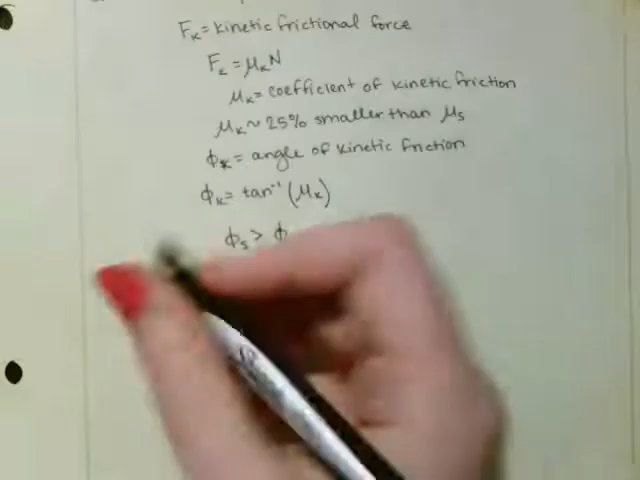 Fₖ = kinetic frictional force
Fₖ = μₖN
μₖ = coefficient of kinetic friction
μₖ ~ 25% smaller than μₛ
ϕₖ = angle of kinetic friction
ϕₖ = tan⁻¹ (μₖ)
ϕₛ > ϕ